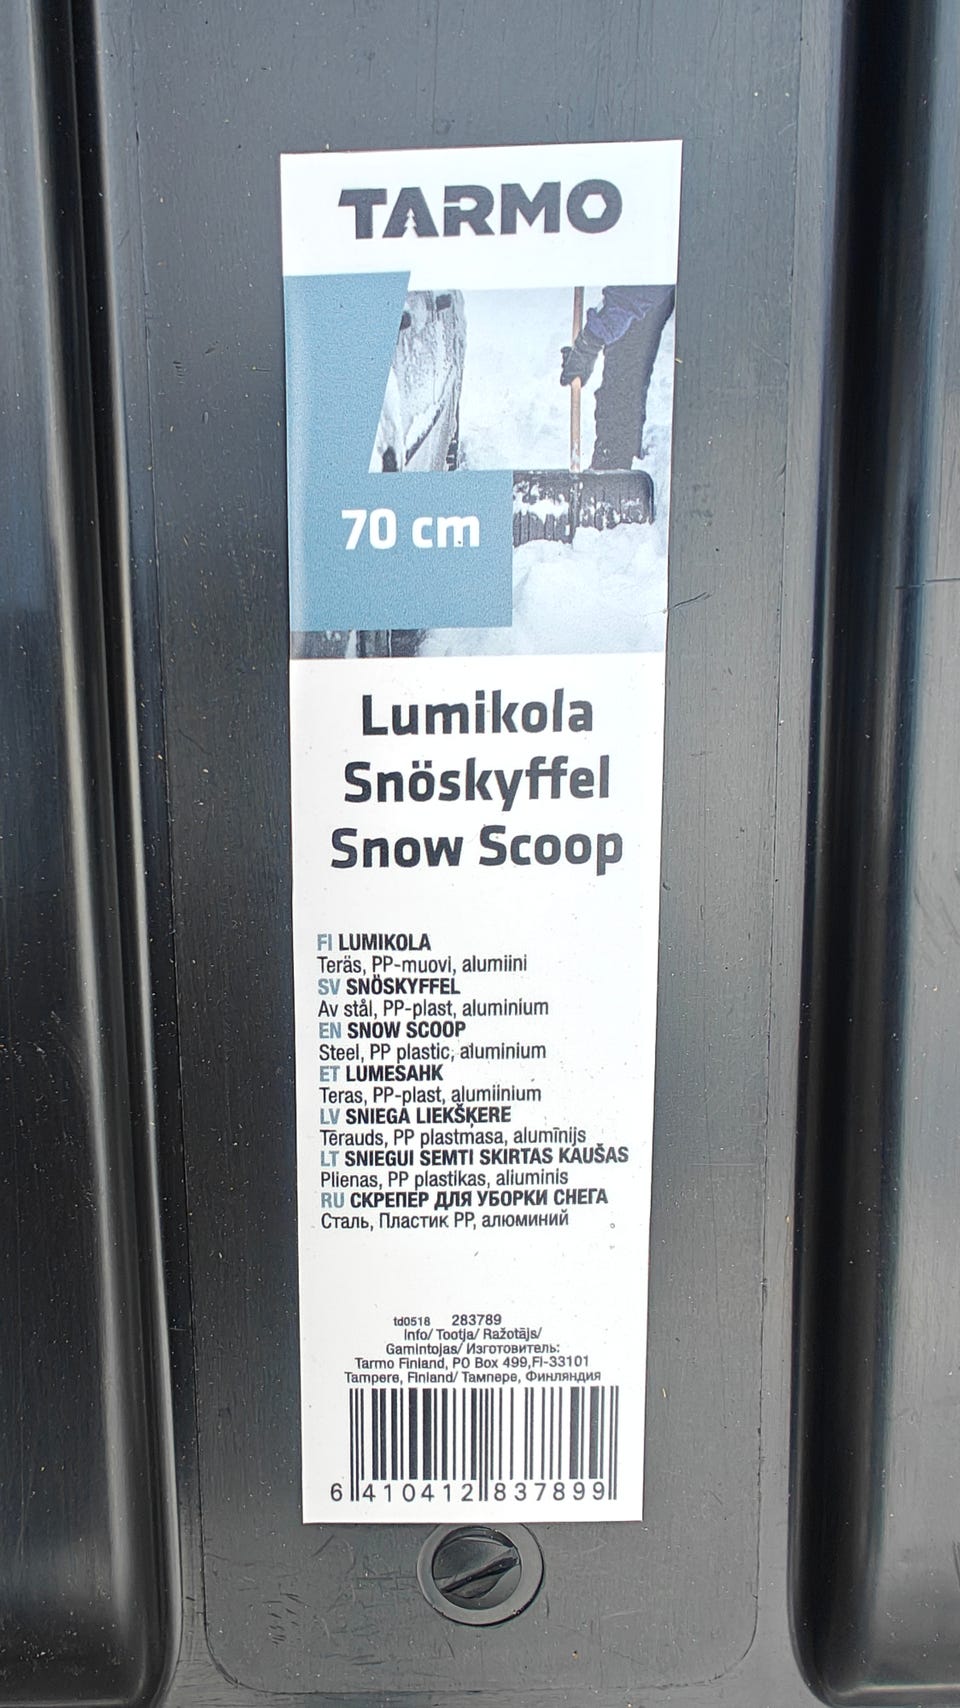 TARMO
70 cm
Lumikola
Snöskyffel
Snow Scoop
FI LUMIKOLA
Teräs, PP-muovi, alumiini
SV SNÖSKYFFEL
Av stål, PP-plast, aluminium
EN SNOW SCOOP
Steel, PP plastic, aluminium
ET LUMESAHK
Teras, PP-plast, alumiinium
LV SNIEGA LIEKŠĶERE
Tērauds, PP plastmasa, alumīnijs
LT SNIEGUI SEMTI SKIRTAS KAUŠAS
Plienas, PP plastikas, aliuminis
RU СКРЕПЕР ДЛЯ УБОРКИ СНЕГА
Сталь, Пластик PP, алюминий
td0518 283789
Info/ Tootja/ Ražotājs/
Gamintojas/ Изготовитель:
Tarmo Finland, PO Box 499,FI-33101
Tampere, Finland/ Тампере, Финляндия
6 410412 837899